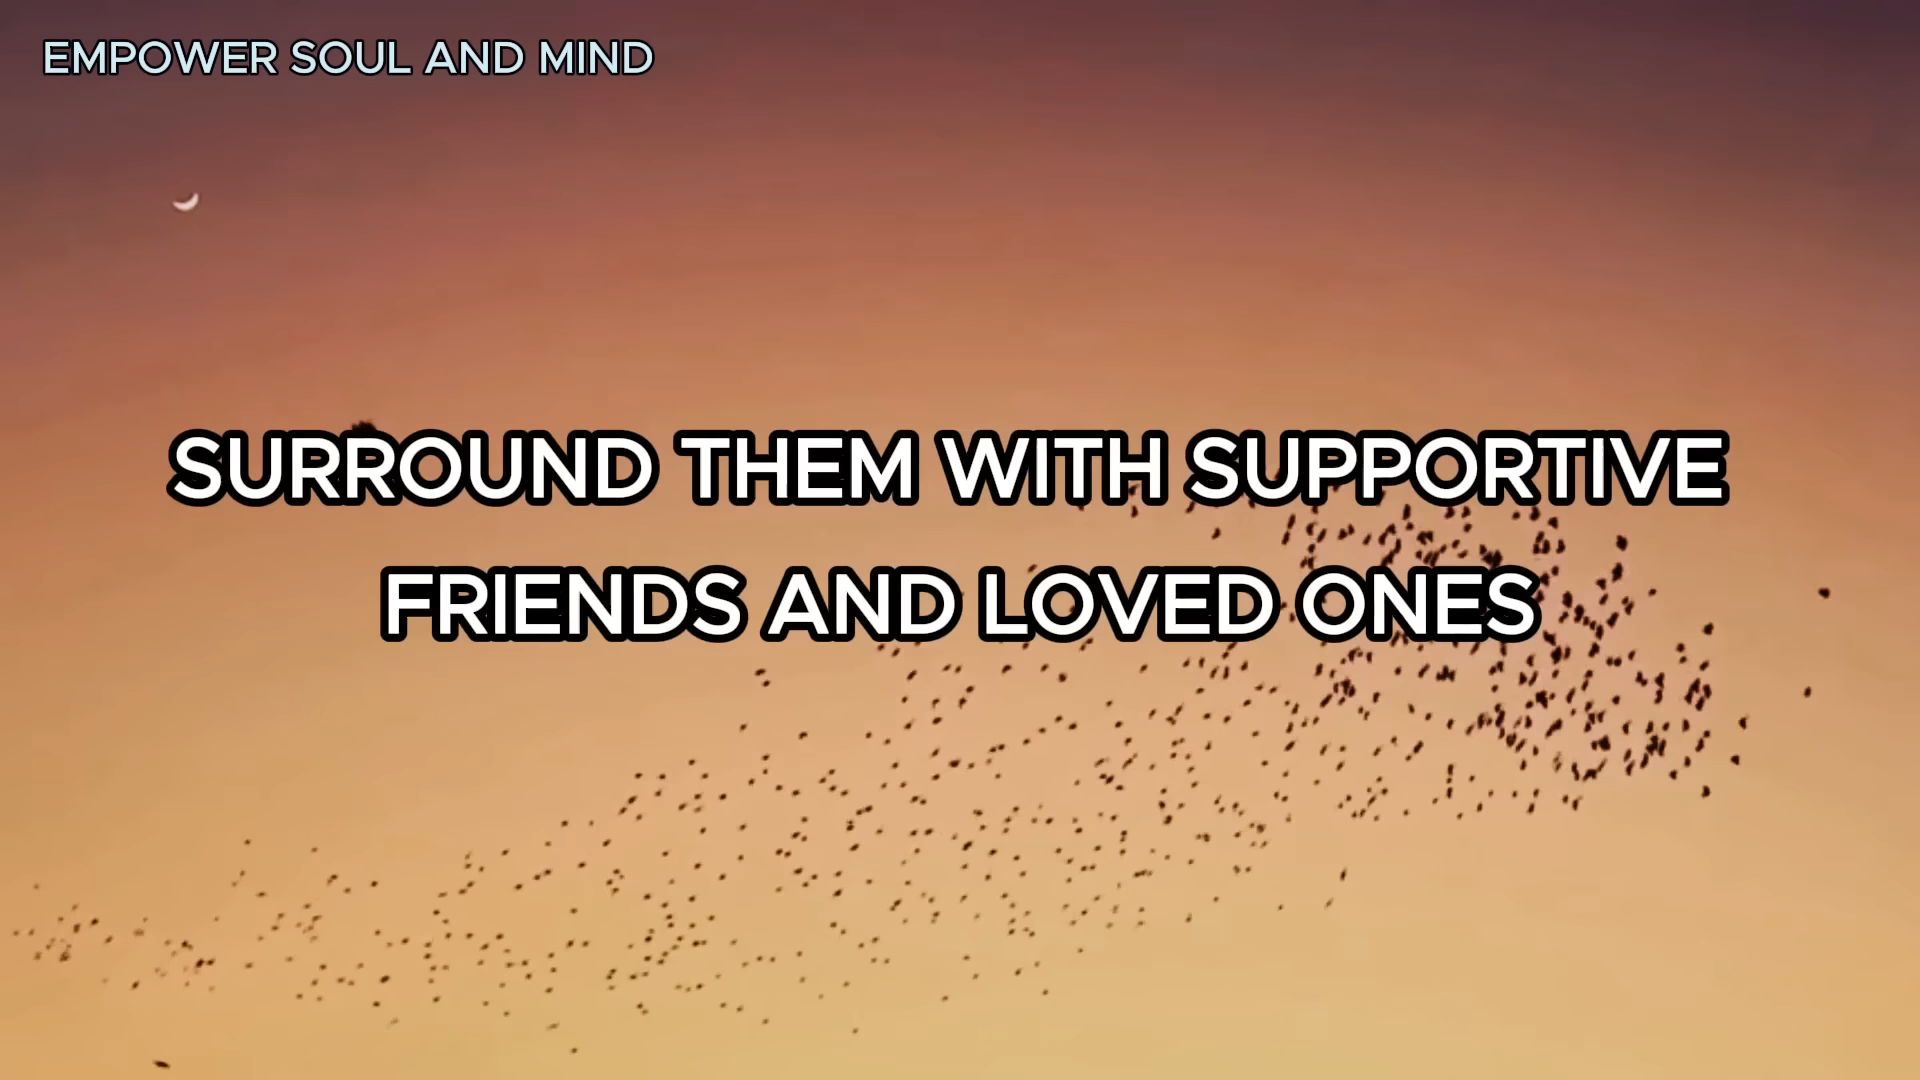 EMPOWER SOUL AND MIND
SURROUND THEM WITH SUPPORTIVE
FRIENDS AND LOVED ONES